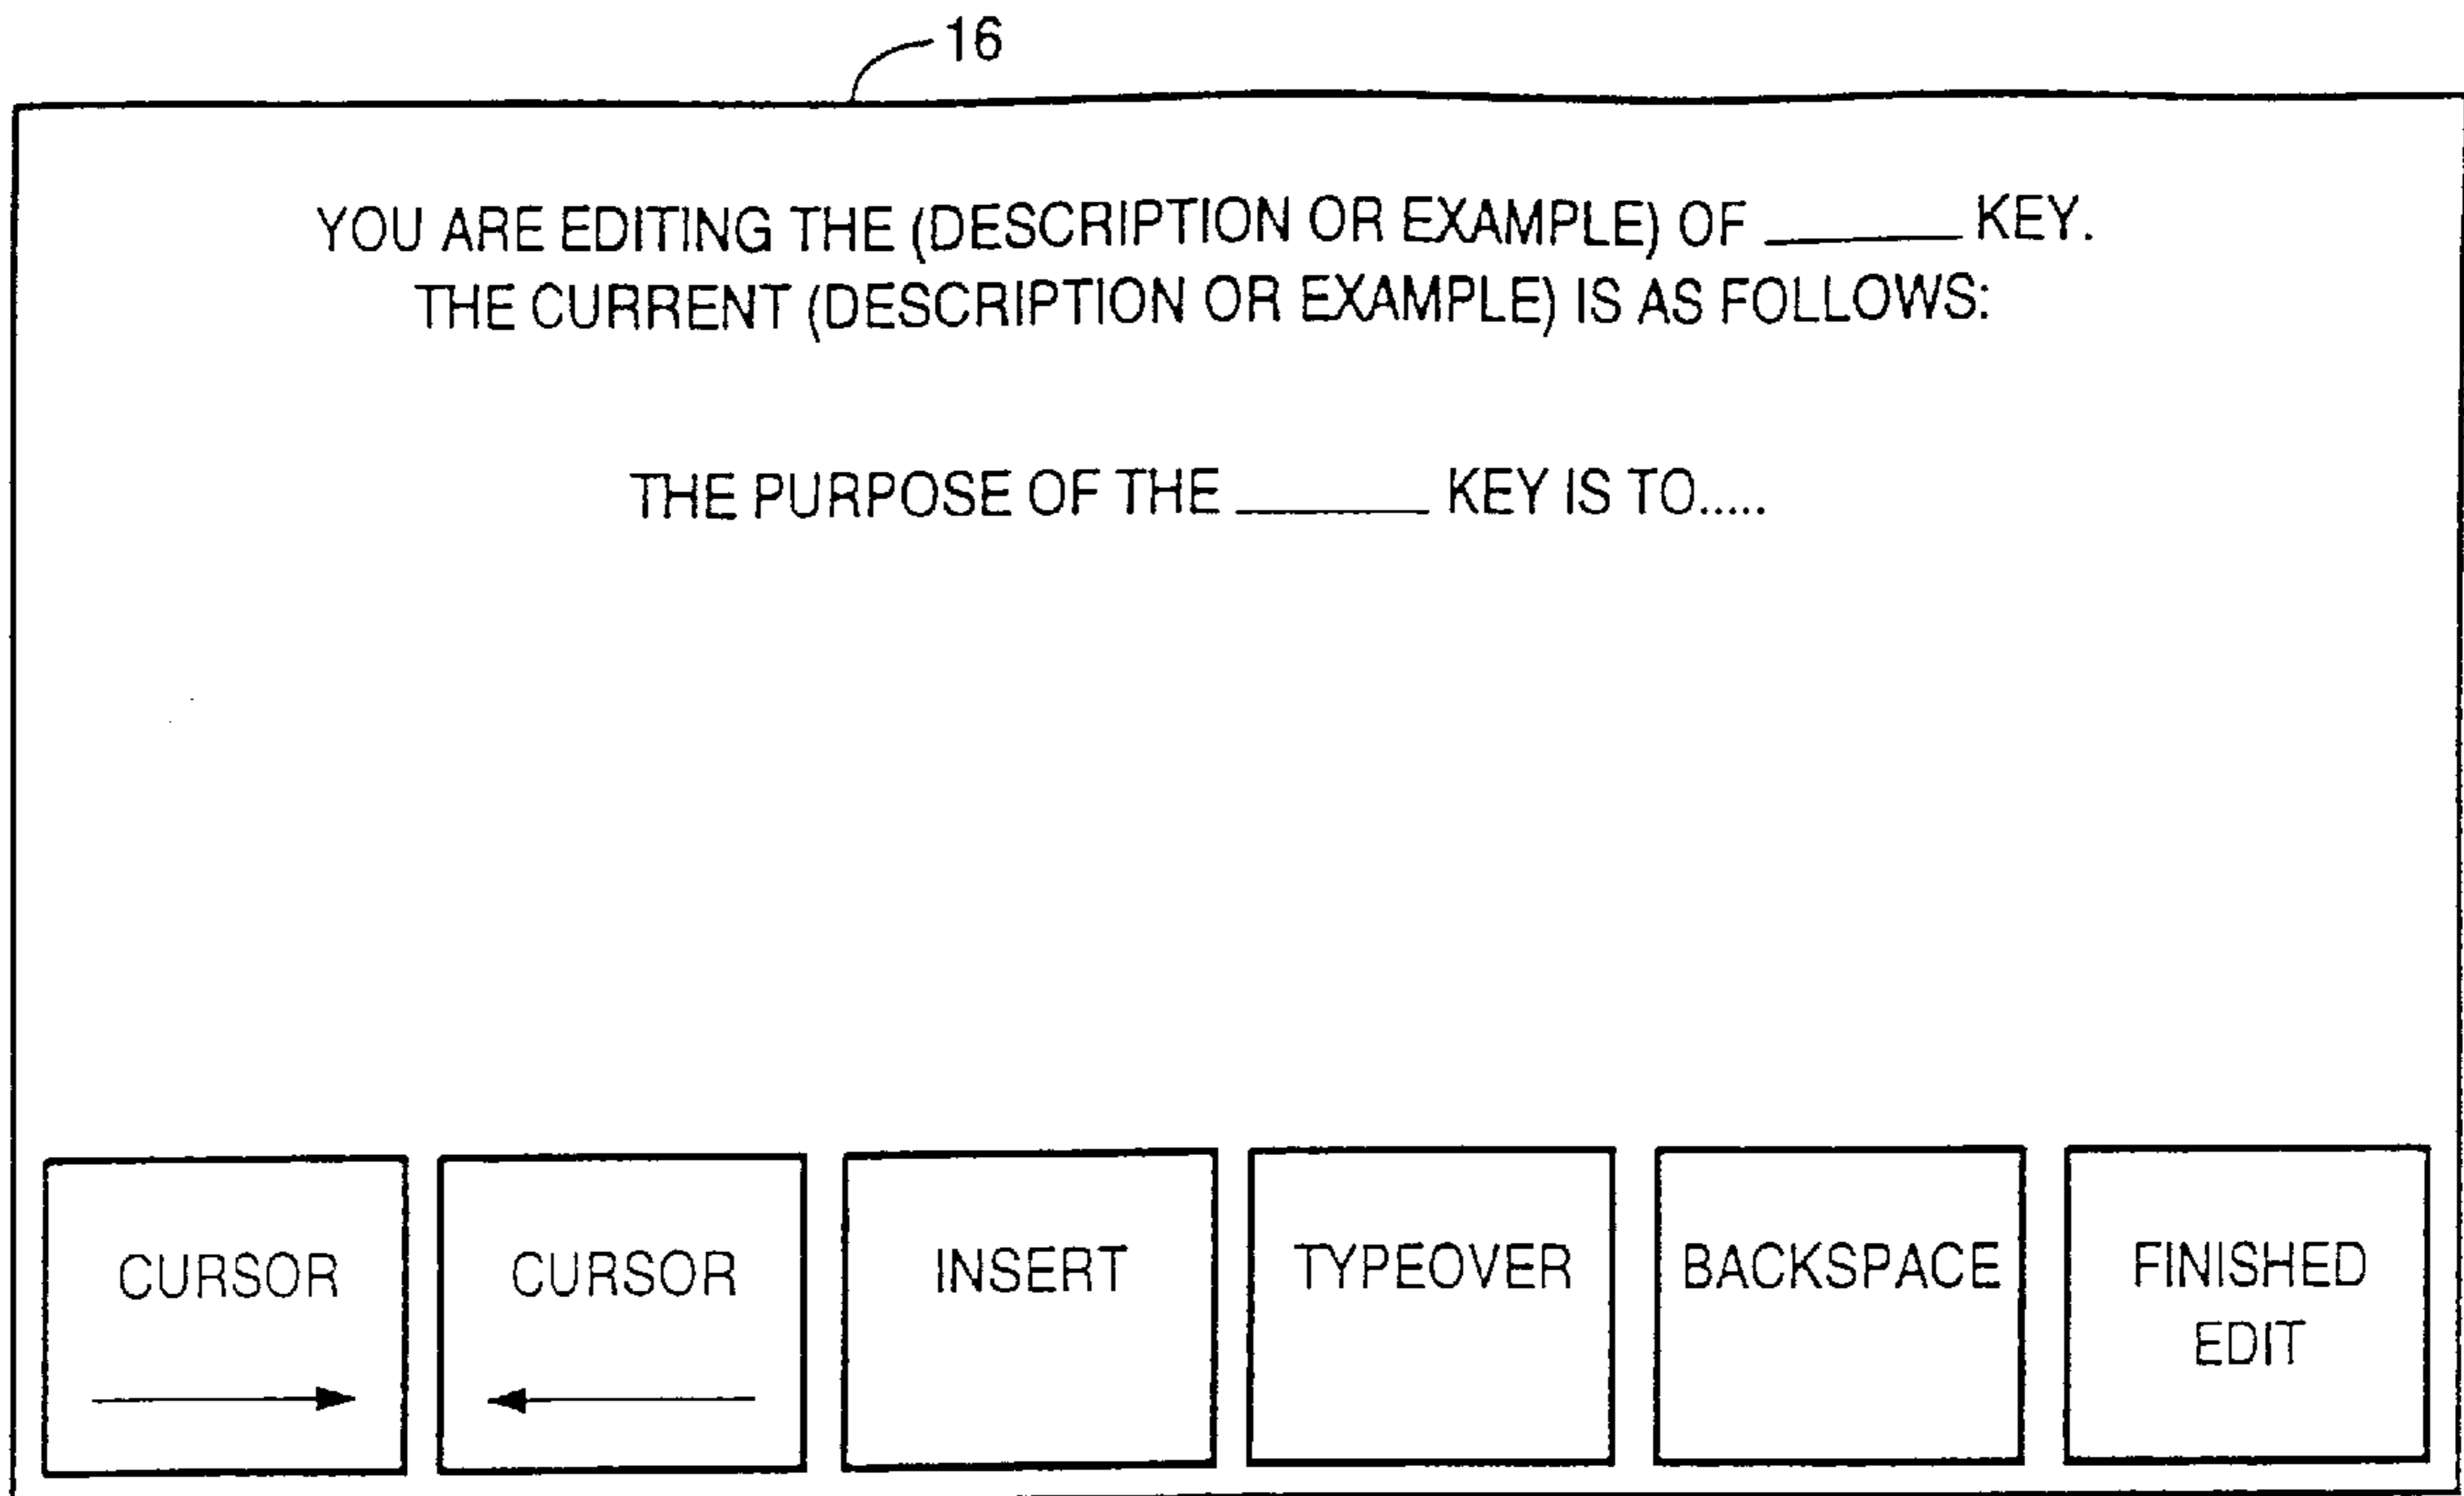 16
YOU ARE EDITING THE (DESCRIPTION OR EXAMPLE) OF ______ KEY.
THE CURRENT (DESCRIPTION OR EXAMPLE) IS AS FOLLOWS:
THE PURPOSE OF THE ______ KEY IS TO.....
CURSOR
CURSOR
INSERT
TYPEOVER
BACKSPACE
FINISHED
EDIT